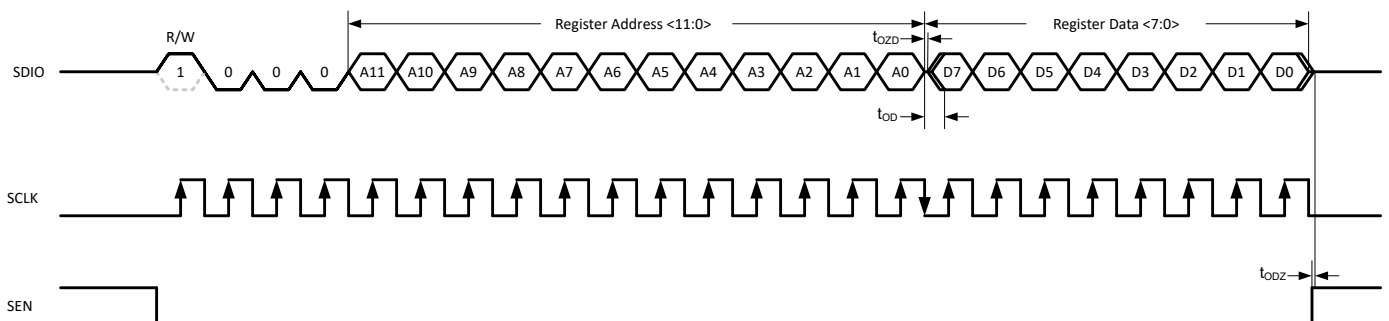 Register Address <11:0> Register Data <7:0>
R/W
tOZD
SDIO 1 0 0 0 A11 A10 A9 A8 A7 A6 A5 A4 A3 A2 A1 A0 D7 D6 D5 D4 D3 D2 D1 D0
tOD
SCLK
tODZ
SEN